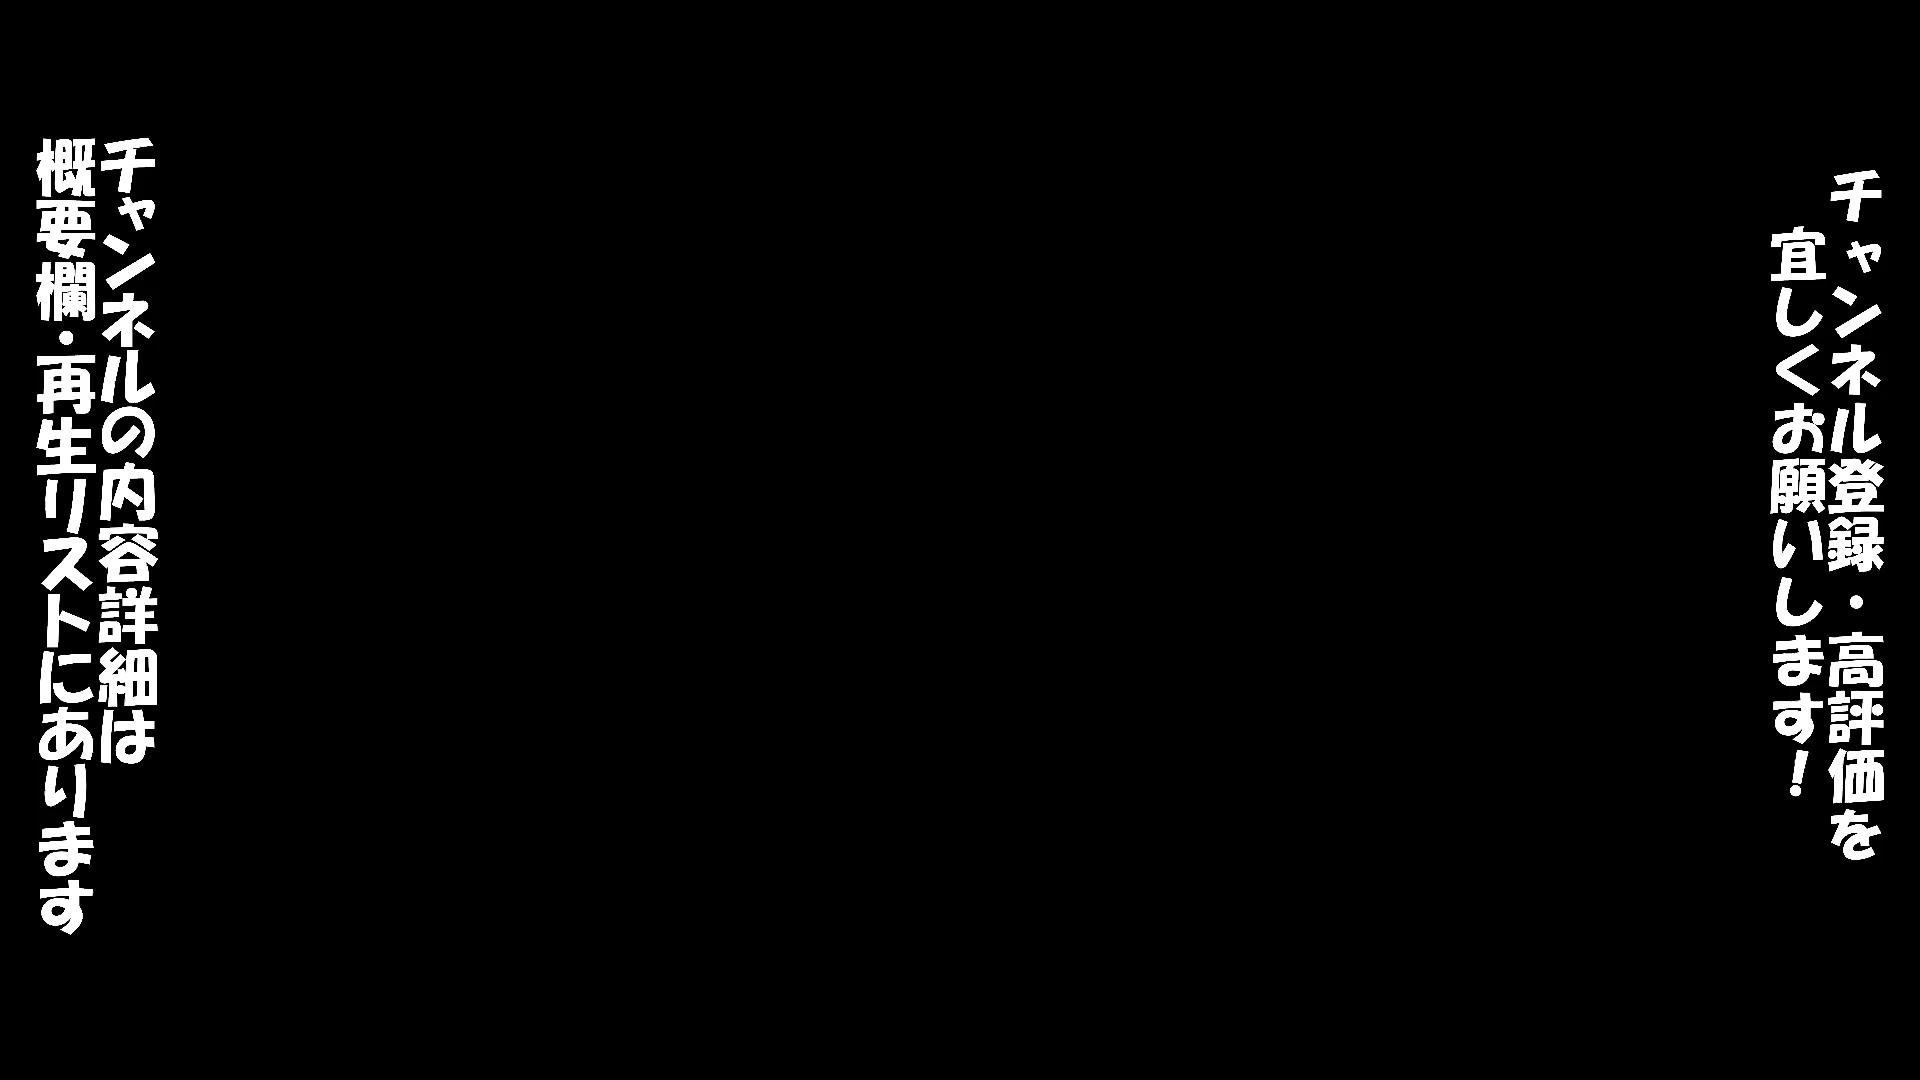 チャンネル登録・高評価を
宜しくお願いします!
チャンネルの内容詳細は
概要欄・再生リストにあります